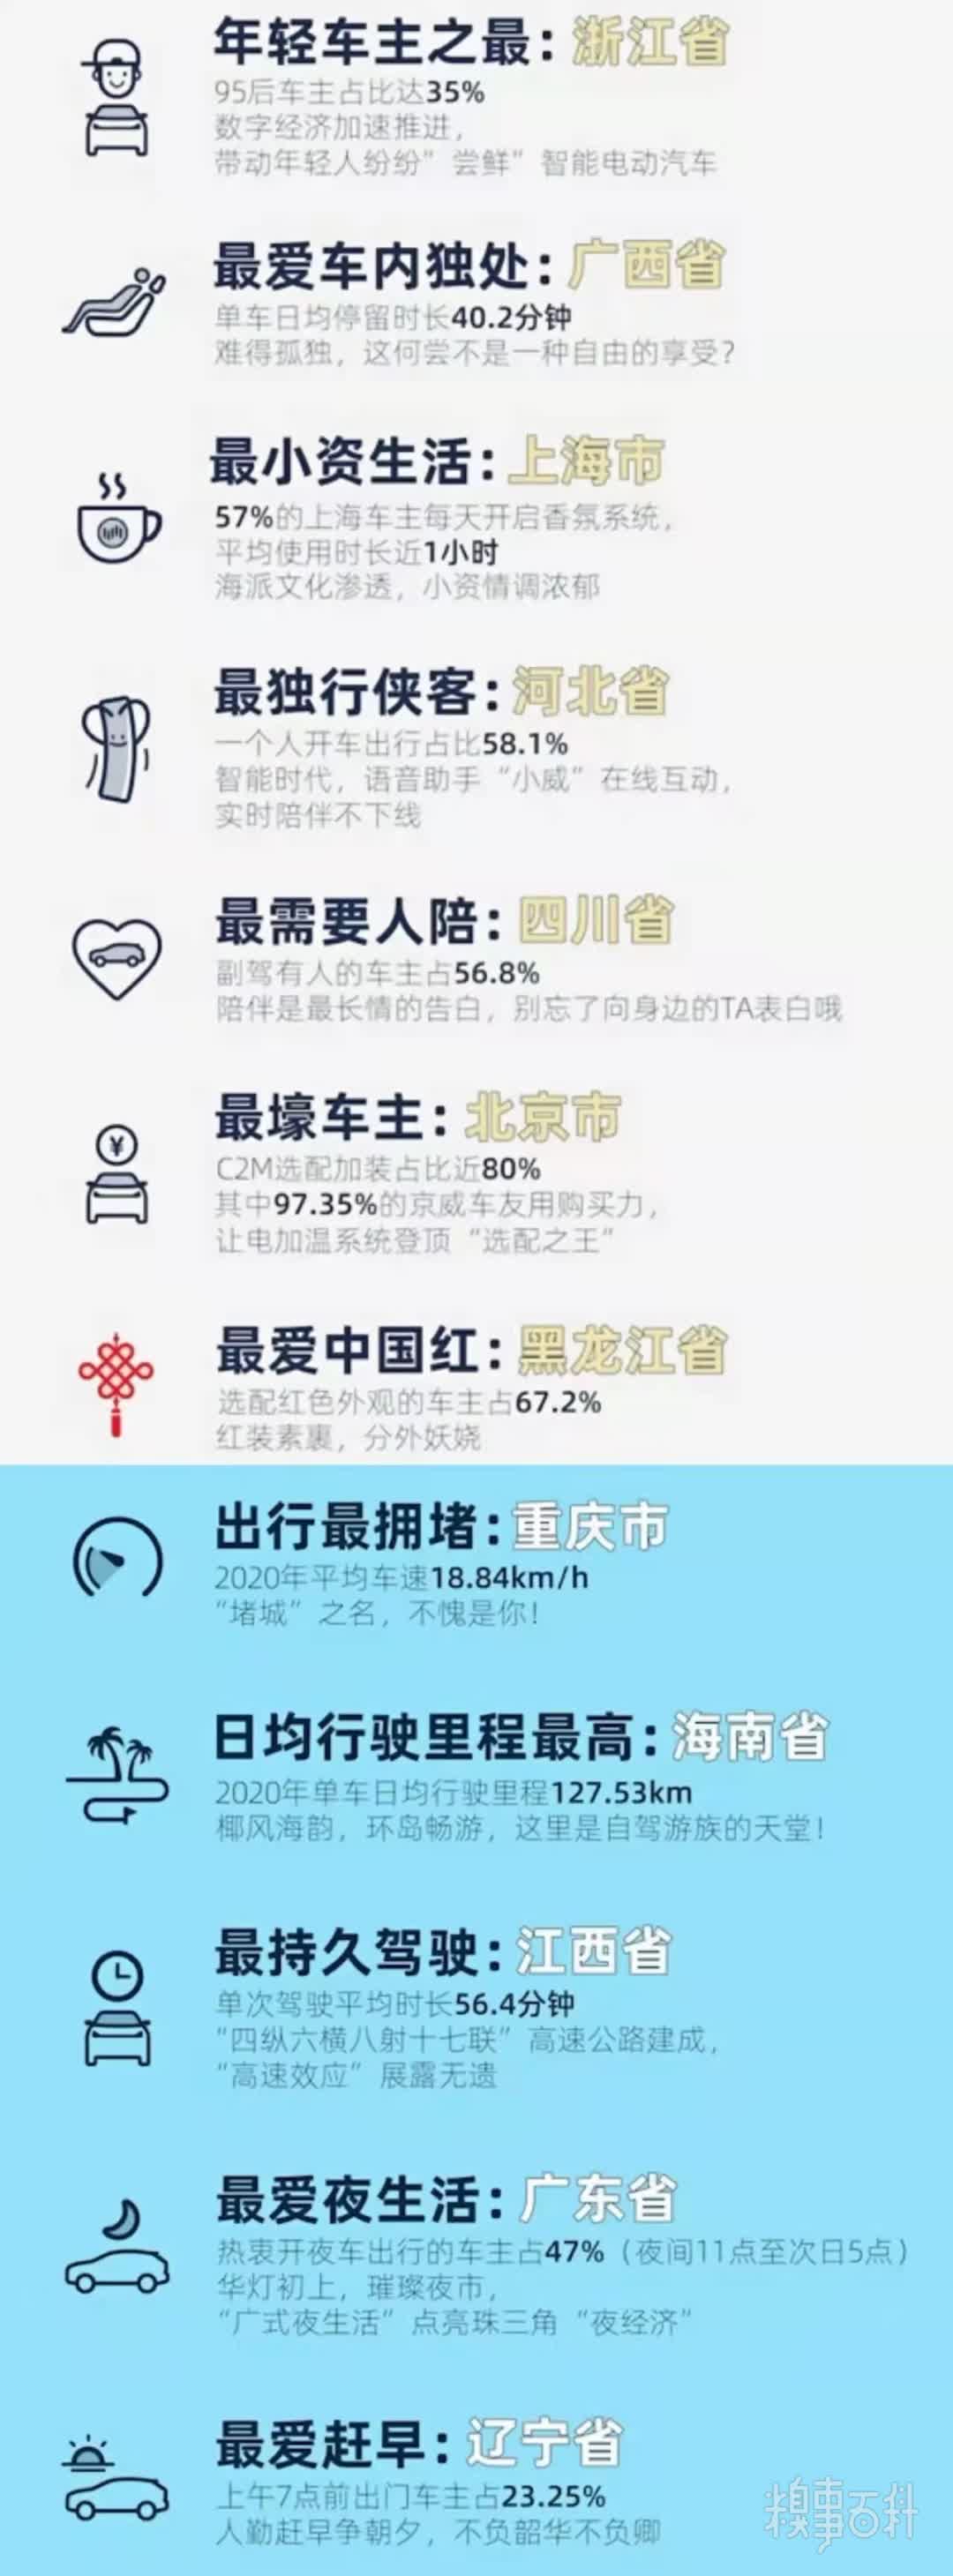 年轻车主之最：浙江省
95后车主占比达35%
数字经济加速推进，
带动年轻人纷纷”尝鲜”智能电动汽车
最爱车内独处：广西省
单车日均停留时长40.2分钟
难得孤独，这何尝不是一种自由的享受？
最小资生活：上海市
57%的上海车主每天开启香氛系统，
平均使用时长近1小时
海派文化渗透，小资情调浓郁
最独行侠客：河北省
一个人开车出行占比58.1%
智能时代，语音助手“小威”在线互动，
实时陪伴不下线
最需要人陪：四川省
副驾有人的车主占56.8%
陪伴是最长情的告白，别忘了向身边的TA表白哦
最壕车主：北京市
¥
C2M选配加装占比近80%
其中97.35%的京威车友用购买力，
让电加温系统登顶“选配之王”
最爱中国红：黑龙江省
选配红色外观的车主占67.2%
红装素裹，分外妖娆
出行最拥堵：重庆市
2020年平均车速18.84km/h
“堵城”之名，不愧是你！
日均行驶里程最高：海南省
2020年单车日均行驶里程127.53km
椰风海韵，环岛畅游，这里是自驾游族的天堂！
最持久驾驶：江西省
单次驾驶平均时长56.4分钟
“四纵六横八射十七联”高速公路建成，
“高速效应”展露无遗
最爱夜生活：广东省
热衷开夜车出行的车主占47%（夜间11点至次日5点）
华灯初上，璀璨夜市，
“广式夜生活”点亮珠三角“夜经济”
最爱赶早：辽宁省
上午7点前出门车主占23.25%
人勤赶早争朝夕，不负韶华不负卿
糗事百科